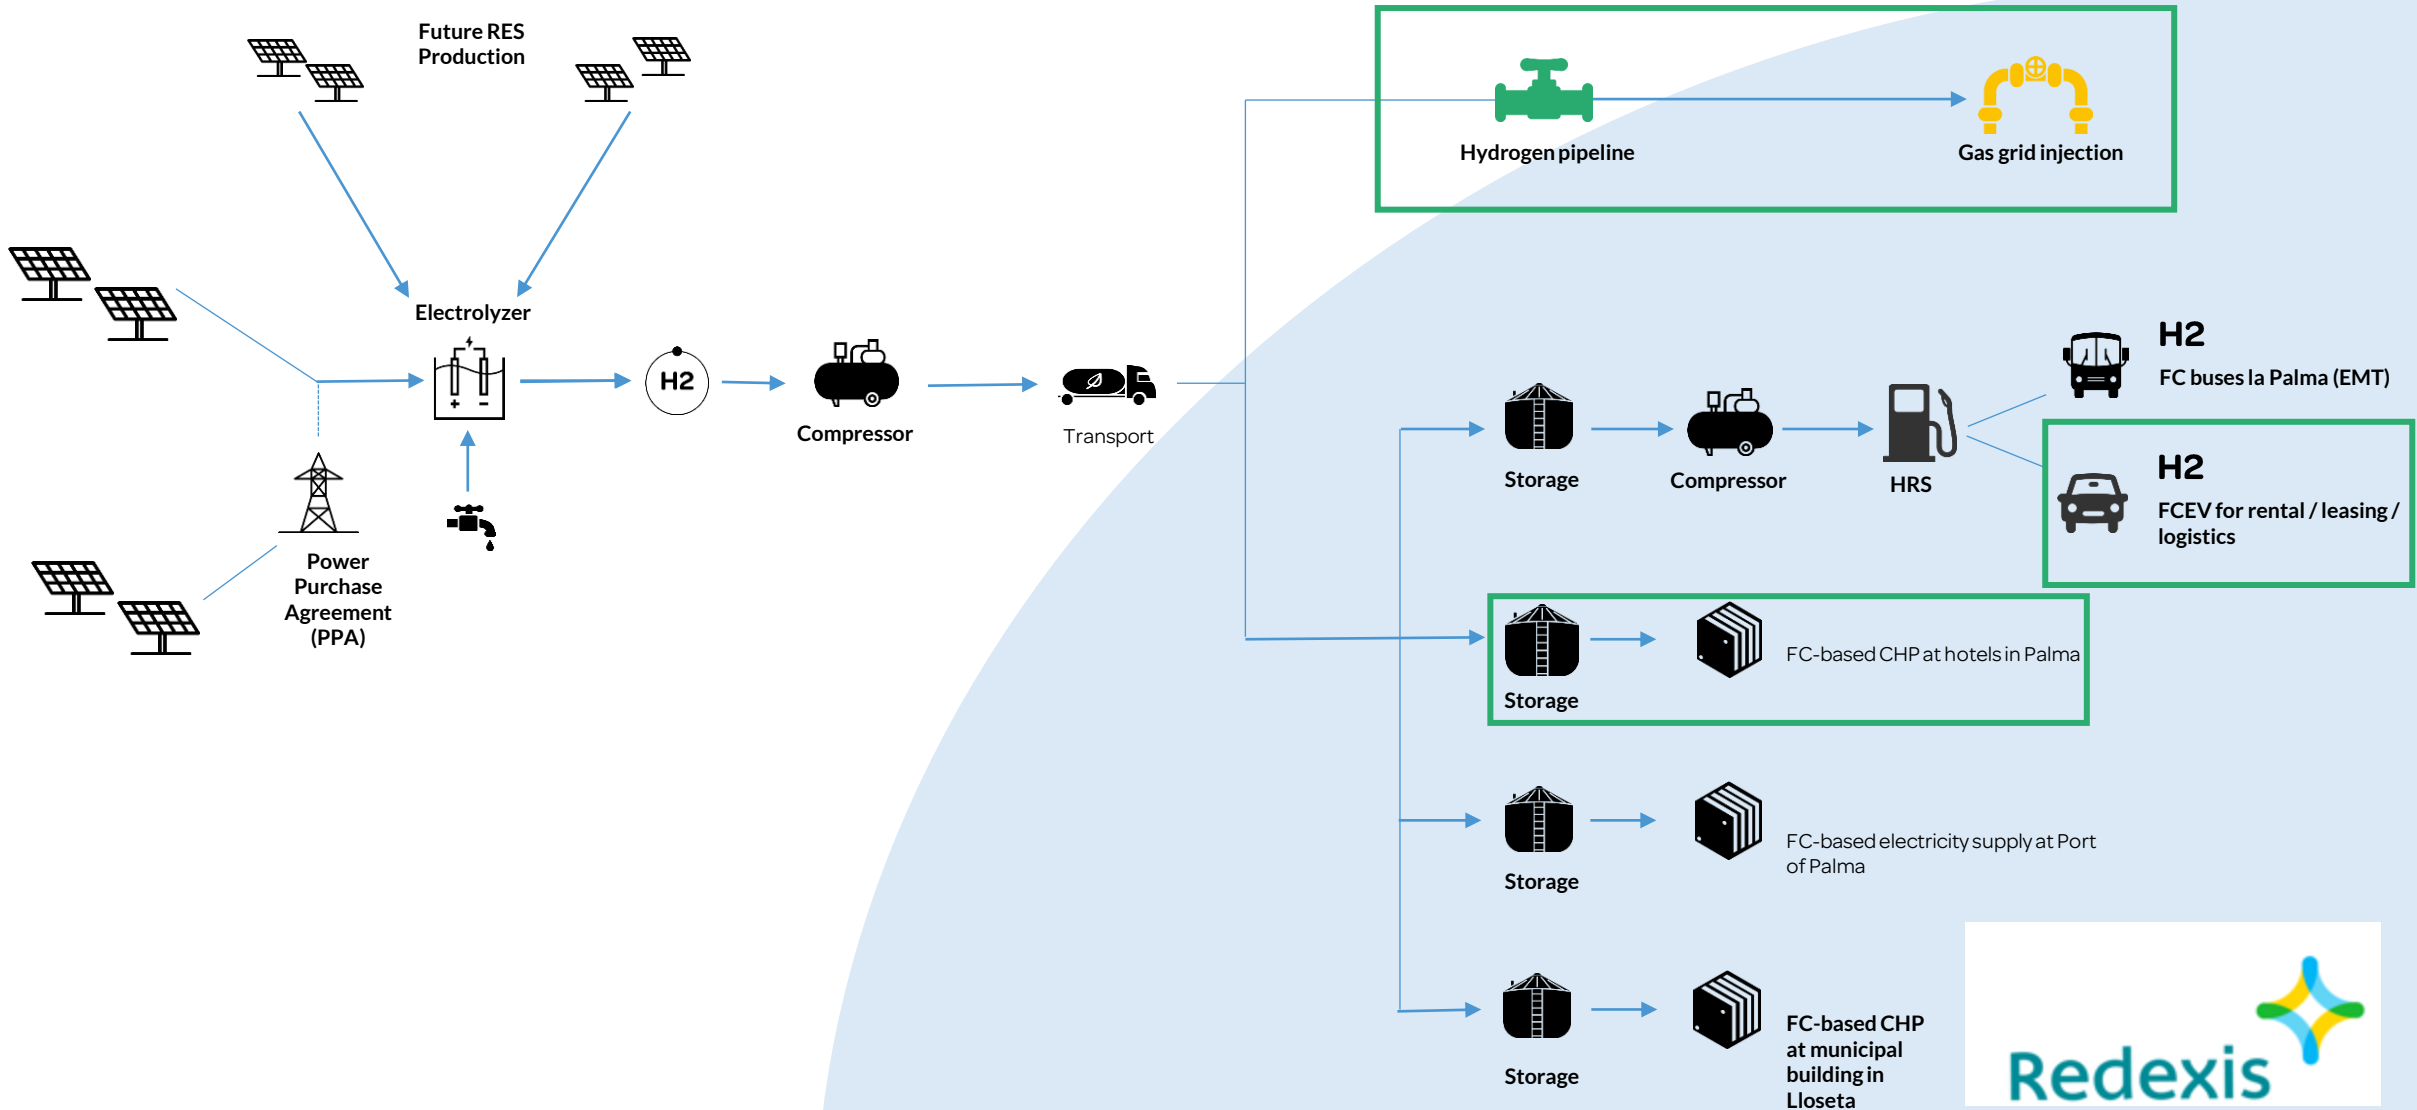 Future RES
Production
Hydrogen pipeline
Gas grid injection
Electrolyzer
+ −
H2
Compressor
Transport
Power
Purchase
Agreement
(PPA)
Storage
Compressor
HRS
H2
FC buses la Palma (EMT)
H2
FCEV for rental / leasing /
logistics
Storage
FC-based CHP at hotels in Palma
Storage
FC-based electricity supply at Port
of Palma
Storage
FC-based CHP
at municipal
building in
Lloseta
Redexis